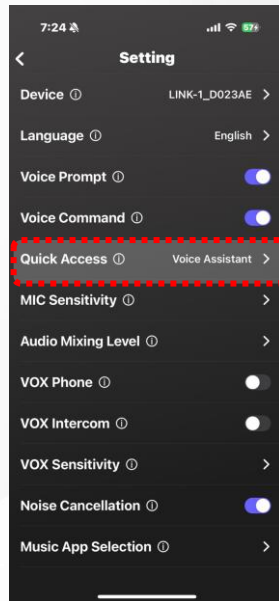 7:24
57
Setting
Device
LINK-1_D023AE
Language
English
Voice Prompt
Voice Command
Quick Access
Voice Assistant
MIC Sensitivity
Audio Mixing Level
VOX Phone
VOX Intercom
VOX Sensitivity
Noise Cancellation
Music App Selection